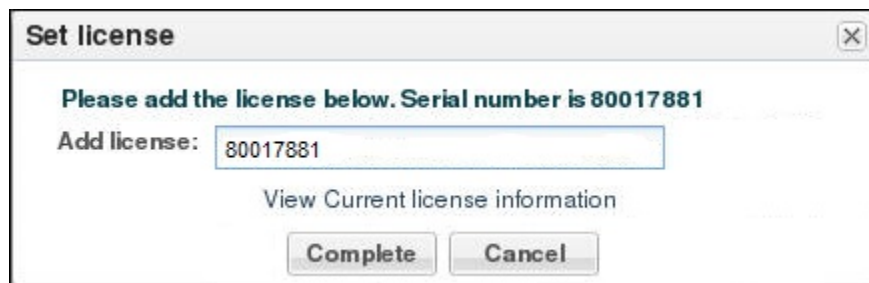 Set license
Please add the license below. Serial number is 80017881
Add license: 80017881
View Current license information
Complete Cancel